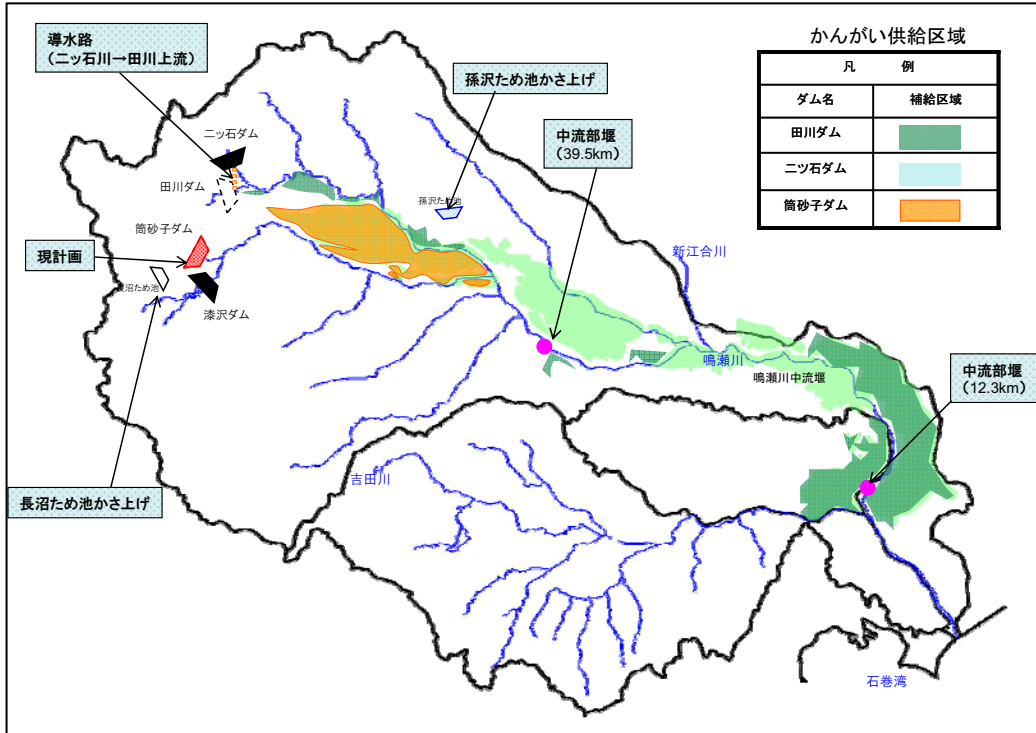 導水路
(二ッ石川→田川上流)
孫沢ため池かさ上げ
中流部堰
(39.5km)
かんがい供給区域
凡 例
ダム名 補給区域
田川ダム
二ッ石ダム
筒砂子ダム
二ッ石ダム
田川ダム
孫沢ため池
筒砂子ダム
現計画
長沼ため池
漆沢ダム
新江合川
鳴瀬川
鳴瀬川中流堰
中流部堰
(12.3km)
長沼ため池かさ上げ
吉田川
石巻湾